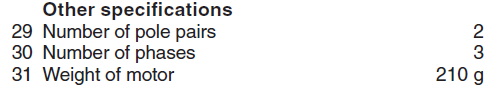 Other specifications
29 Number of pole pairs 2
30 Number of phases 3
31 Weight of motor 210 g